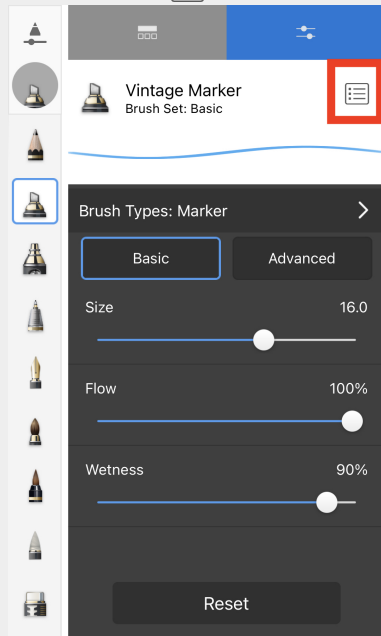 Vintage Marker
Brush Set: Basic
Brush Types: Marker
Basic Advanced
Size 16.0
Flow 100%
Wetness 90%
Reset